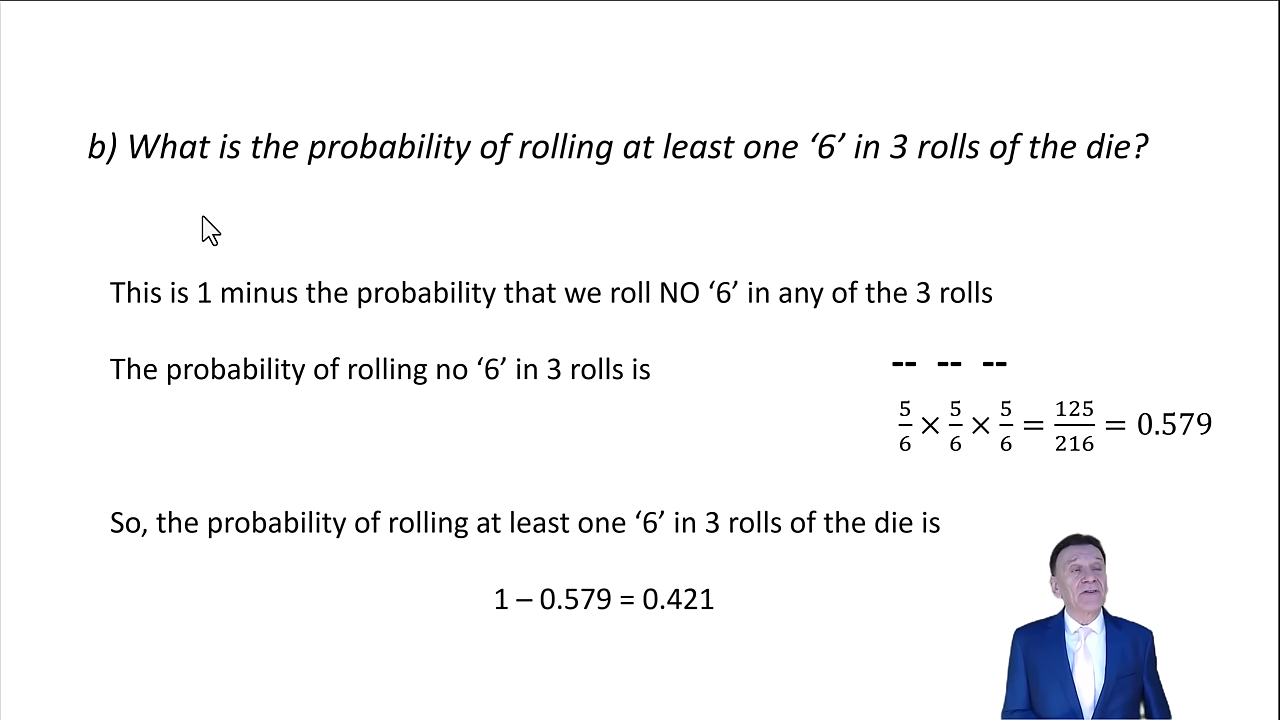 b) What is the probability of rolling at least one ‘6’ in 3 rolls of the die?
This is 1 minus the probability that we roll NO ‘6’ in any of the 3 rolls
The probability of rolling no ‘6’ in 3 rolls is
-- -- --
5/6 × 5/6 × 5/6 = 125/216 = 0.579
So, the probability of rolling at least one ‘6’ in 3 rolls of the die is
1 – 0.579 = 0.421